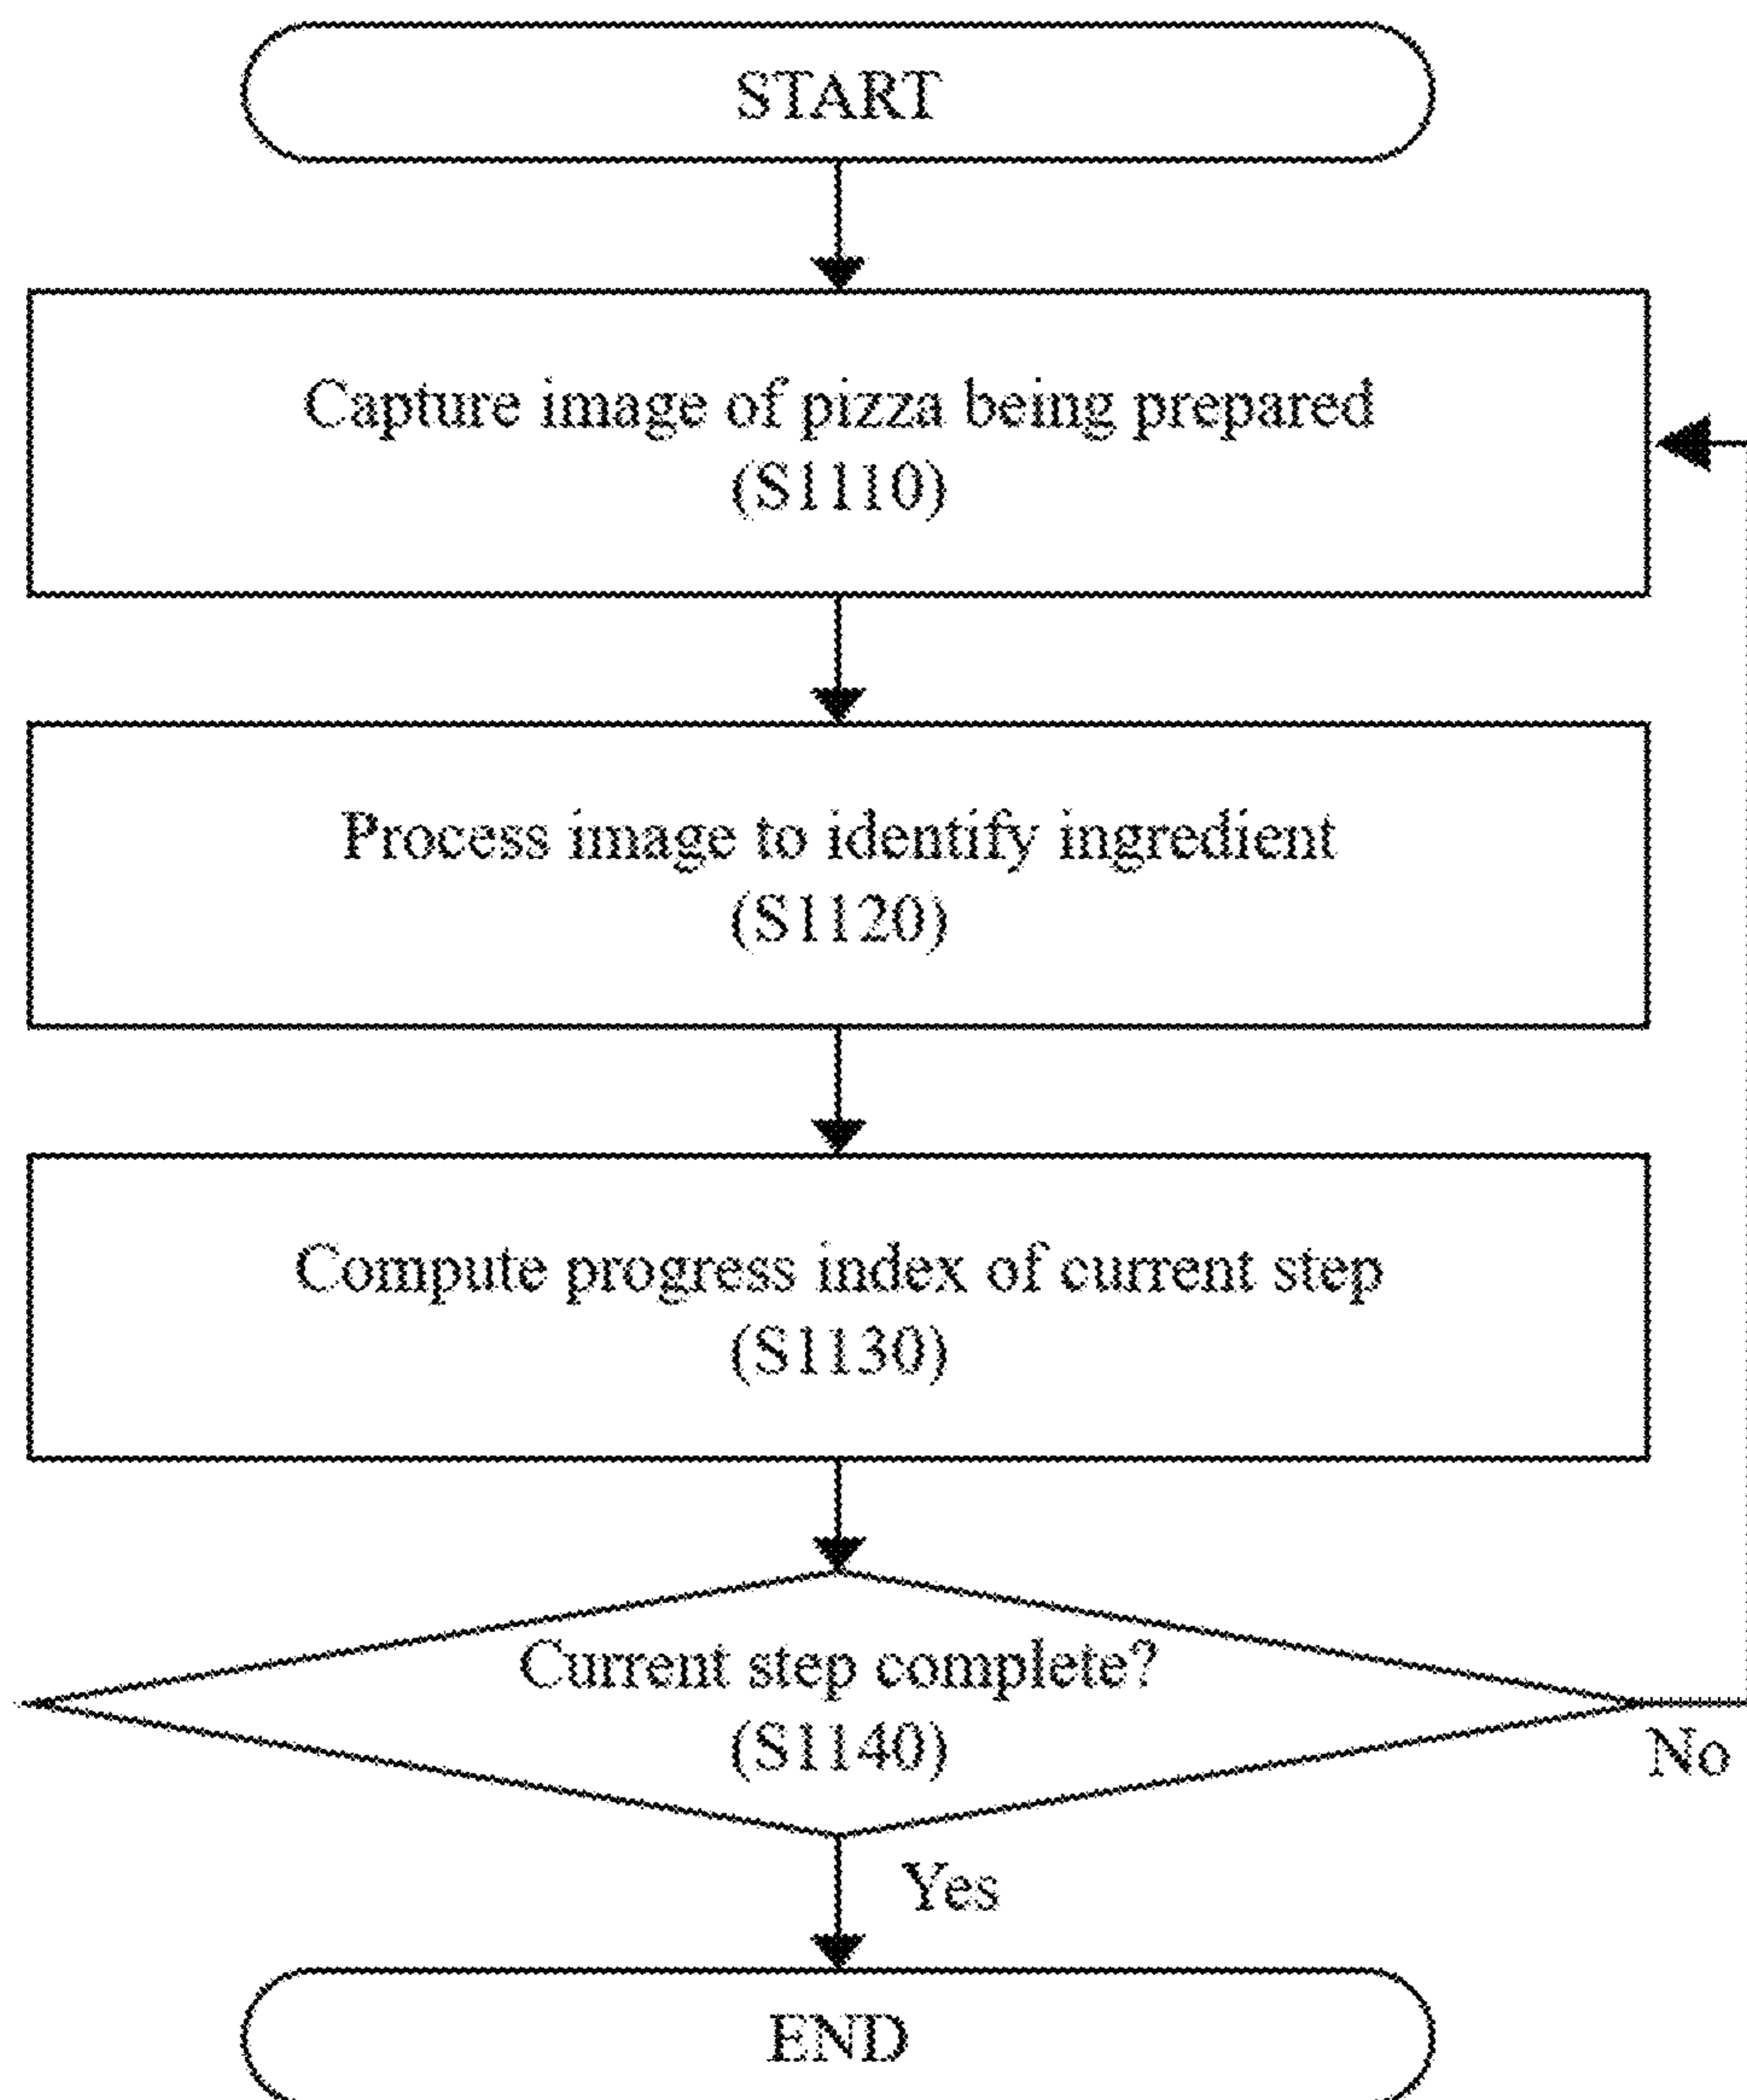 START
Capture image of pizza being prepared
(S1110)
Process image to identify ingredient
(S1120)
Compute progress index of current step
(S1130)
Current step complete?
(S1140)
No
Yes
END